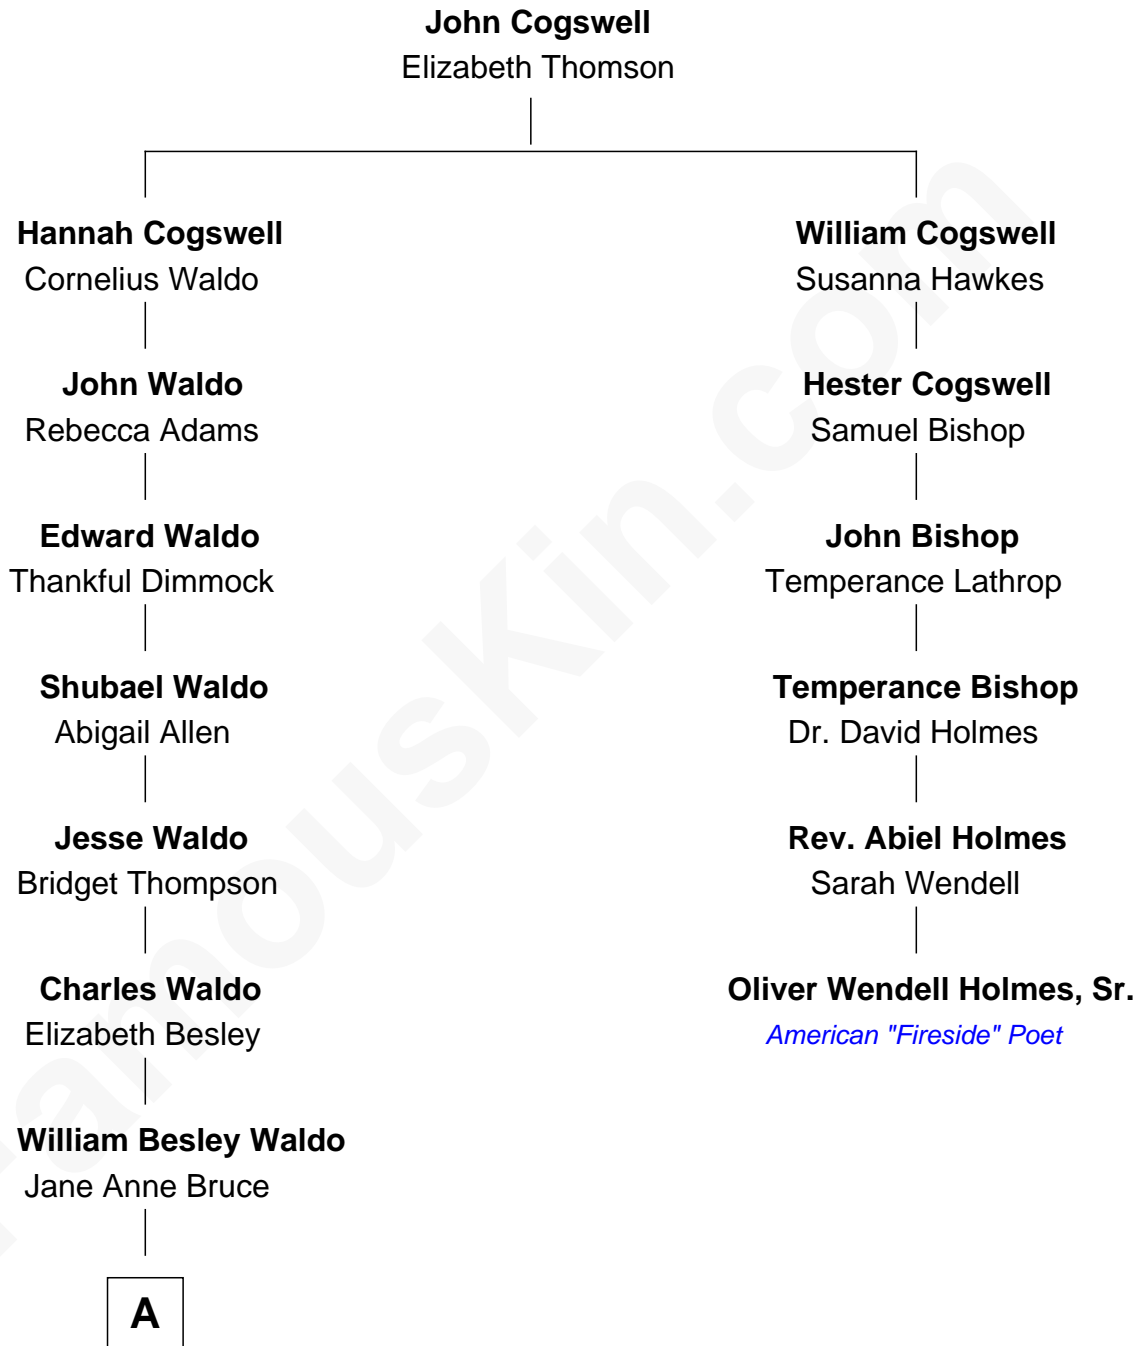 John Cogswell
Elizabeth Thomson
Hannah Cogswell
Cornelius Waldo
William Cogswell
Susanna Hawkes
John Waldo
Rebecca Adams
Hester Cogswell
Samuel Bishop
Edward Waldo
Thankful Dimmock
John Bishop
Temperance Lathrop
Shubael Waldo
Abigail Allen
Temperance Bishop
Dr. David Holmes
Jesse Waldo
Bridget Thompson
Rev. Abiel Holmes
Sarah Wendell
Charles Waldo
Elizabeth Besley
Oliver Wendell Holmes, Sr.
American "Fireside" Poet
William Besley Waldo
Jane Anne Bruce
A
FamousKin.com